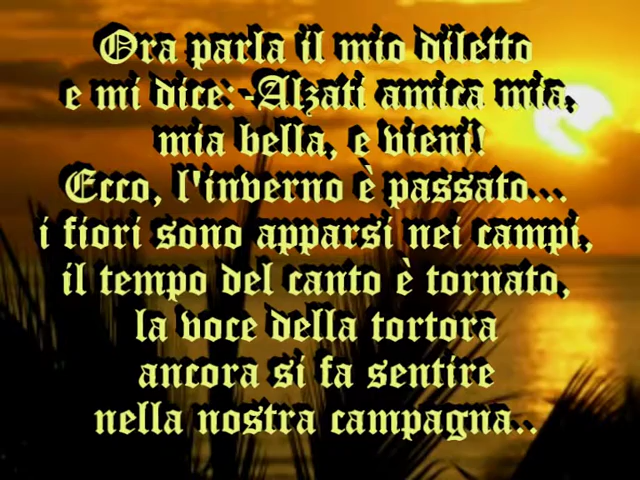 Ora parla il mio diletto
e mi dice:-Alzati amica mia,
mia bella, e vieni!
Ecco, l'inverno è passato...
i fiori sono apparsi nei campi,
il tempo del canto è tornato,
la voce della tortora
ancora si fa sentire
nella nostra campagna..